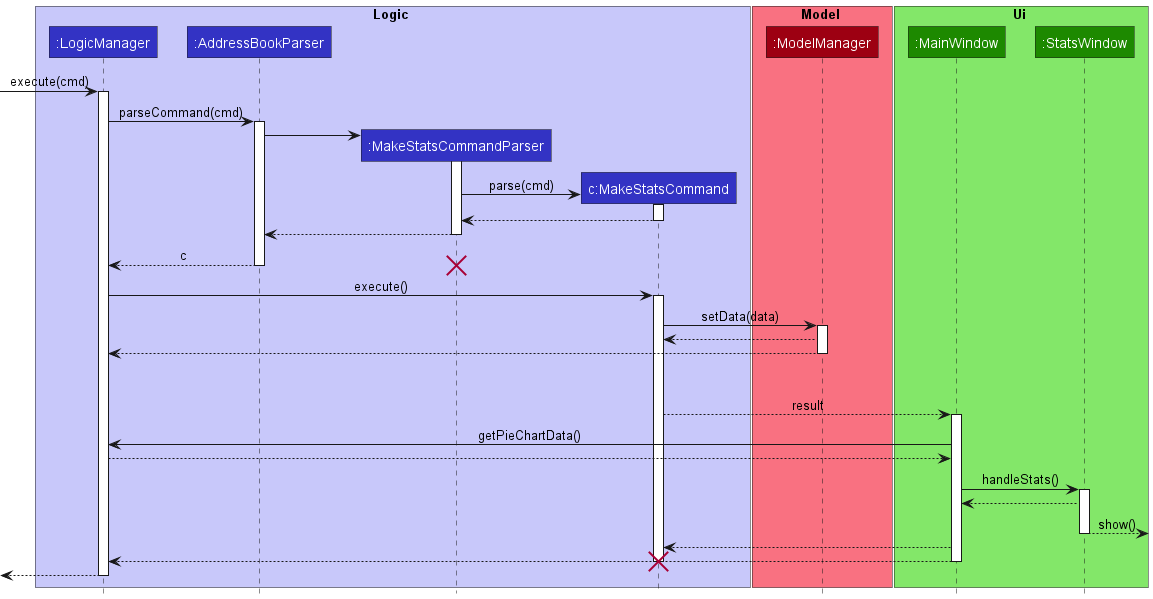 Logic
Model
Ui
:LogicManager
:AddressBookParser
:ModelManager
:MainWindow
:StatsWindow
execute(cmd)
parseCommand(cmd)
:MakeStatsCommandParser
parse(cmd)
c:MakeStatsCommand
c
execute()
setData(data)
result
getPieChartData()
handleStats()
show()